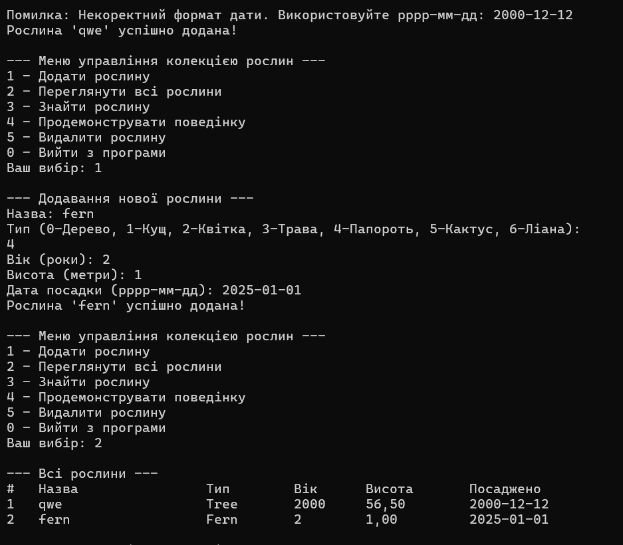 Помилка: Некоректний формат дати. Використовуйте рррр-мм-дд: 2000-12-12
Рослина 'qwe' успішно додана!
--- Меню управління колекцією рослин ---
1 - Додати рослину
2 - Переглянути всі рослини
3 - Знайти рослину
4 - Продемонструвати поведінку
5 - Видалити рослину
0 - Вийти з програми
Ваш вибір: 1
--- Додавання нової рослини ---
Назва: fern
Тип (0-Дерево, 1-Кущ, 2-Квітка, 3-Трава, 4-Папороть, 5-Кактус, 6-Ліана):
4
Вік (роки): 2
Висота (метри): 1
Дата посадки (рррр-мм-дд): 2025-01-01
Рослина 'fern' успішно додана!
--- Меню управління колекцією рослин ---
1 - Додати рослину
2 - Переглянути всі рослини
3 - Знайти рослину
4 - Продемонструвати поведінку
5 - Видалити рослину
0 - Вийти з програми
Ваш вибір: 2
--- Всі рослини ---
# Назва Тип Вік Висота Посаджено
1 qwe Tree 2000 56,50 2000-12-12
2 fern Fern 2 1,00 2025-01-01